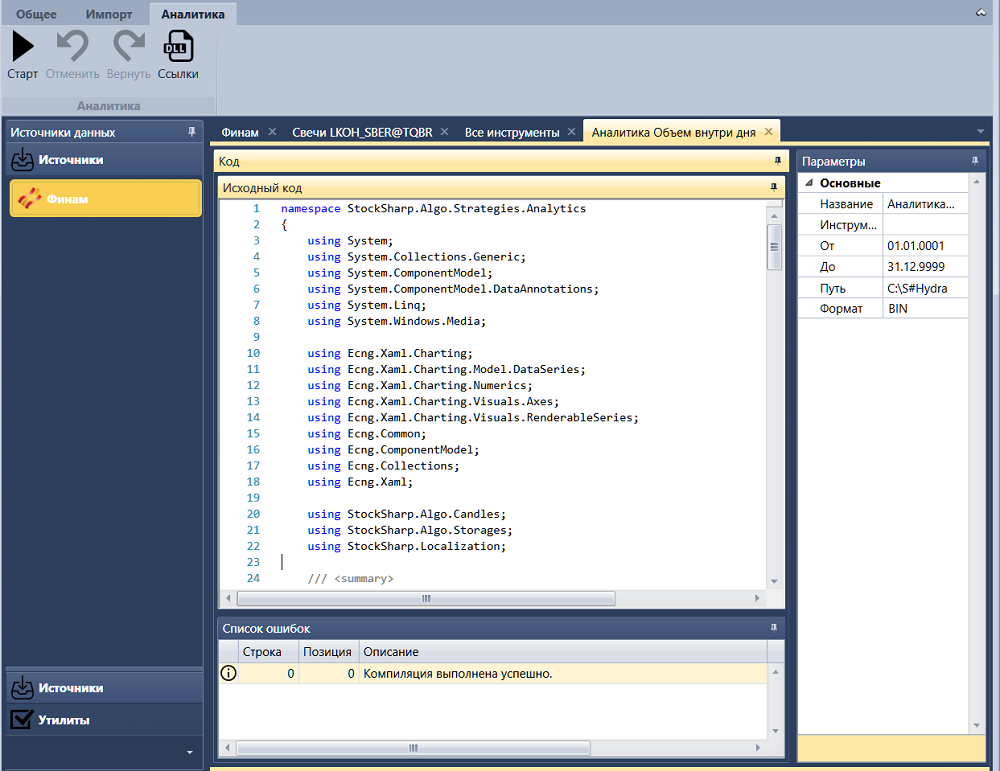 Общее Импорт Аналитика
Старт Отменить Вернуть Ссылки
DLL
Аналитика
Источники данных
Источники
Финам
Источники
Утилиты
Финам Свечи LKOH_SBER@TQBR Все инструменты Аналитика Объем внутри дня
Код
Исходный код
1 namespace StockSharp.Algo.Strategies.Analytics
2 {
3 using System;
4 using System.Collections.Generic;
5 using System.ComponentModel;
6 using System.ComponentModel.DataAnnotations;
7 using System.Linq;
8 using System.Windows.Media;
9
10 using Ecng.Xaml.Charting;
11 using Ecng.Xaml.Charting.Model.DataSeries;
12 using Ecng.Xaml.Charting.Numerics;
13 using Ecng.Xaml.Charting.Visuals.Axes;
14 using Ecng.Xaml.Charting.Visuals.RenderableSeries;
15 using Ecng.Common;
16 using Ecng.ComponentModel;
17 using Ecng.Collections;
18 using Ecng.Xaml;
19
20 using StockSharp.Algo.Candles;
21 using StockSharp.Algo.Storages;
22 using StockSharp.Localization;
23
24 /// <summary>
Список ошибок
Строка Позиция Описание
0 0 Компиляция выполнена успешно.
Параметры
Основные
Название Аналитика...
Инструм...
От 01.01.0001
До 31.12.9999
Путь C:\S#Hydra
Формат BIN